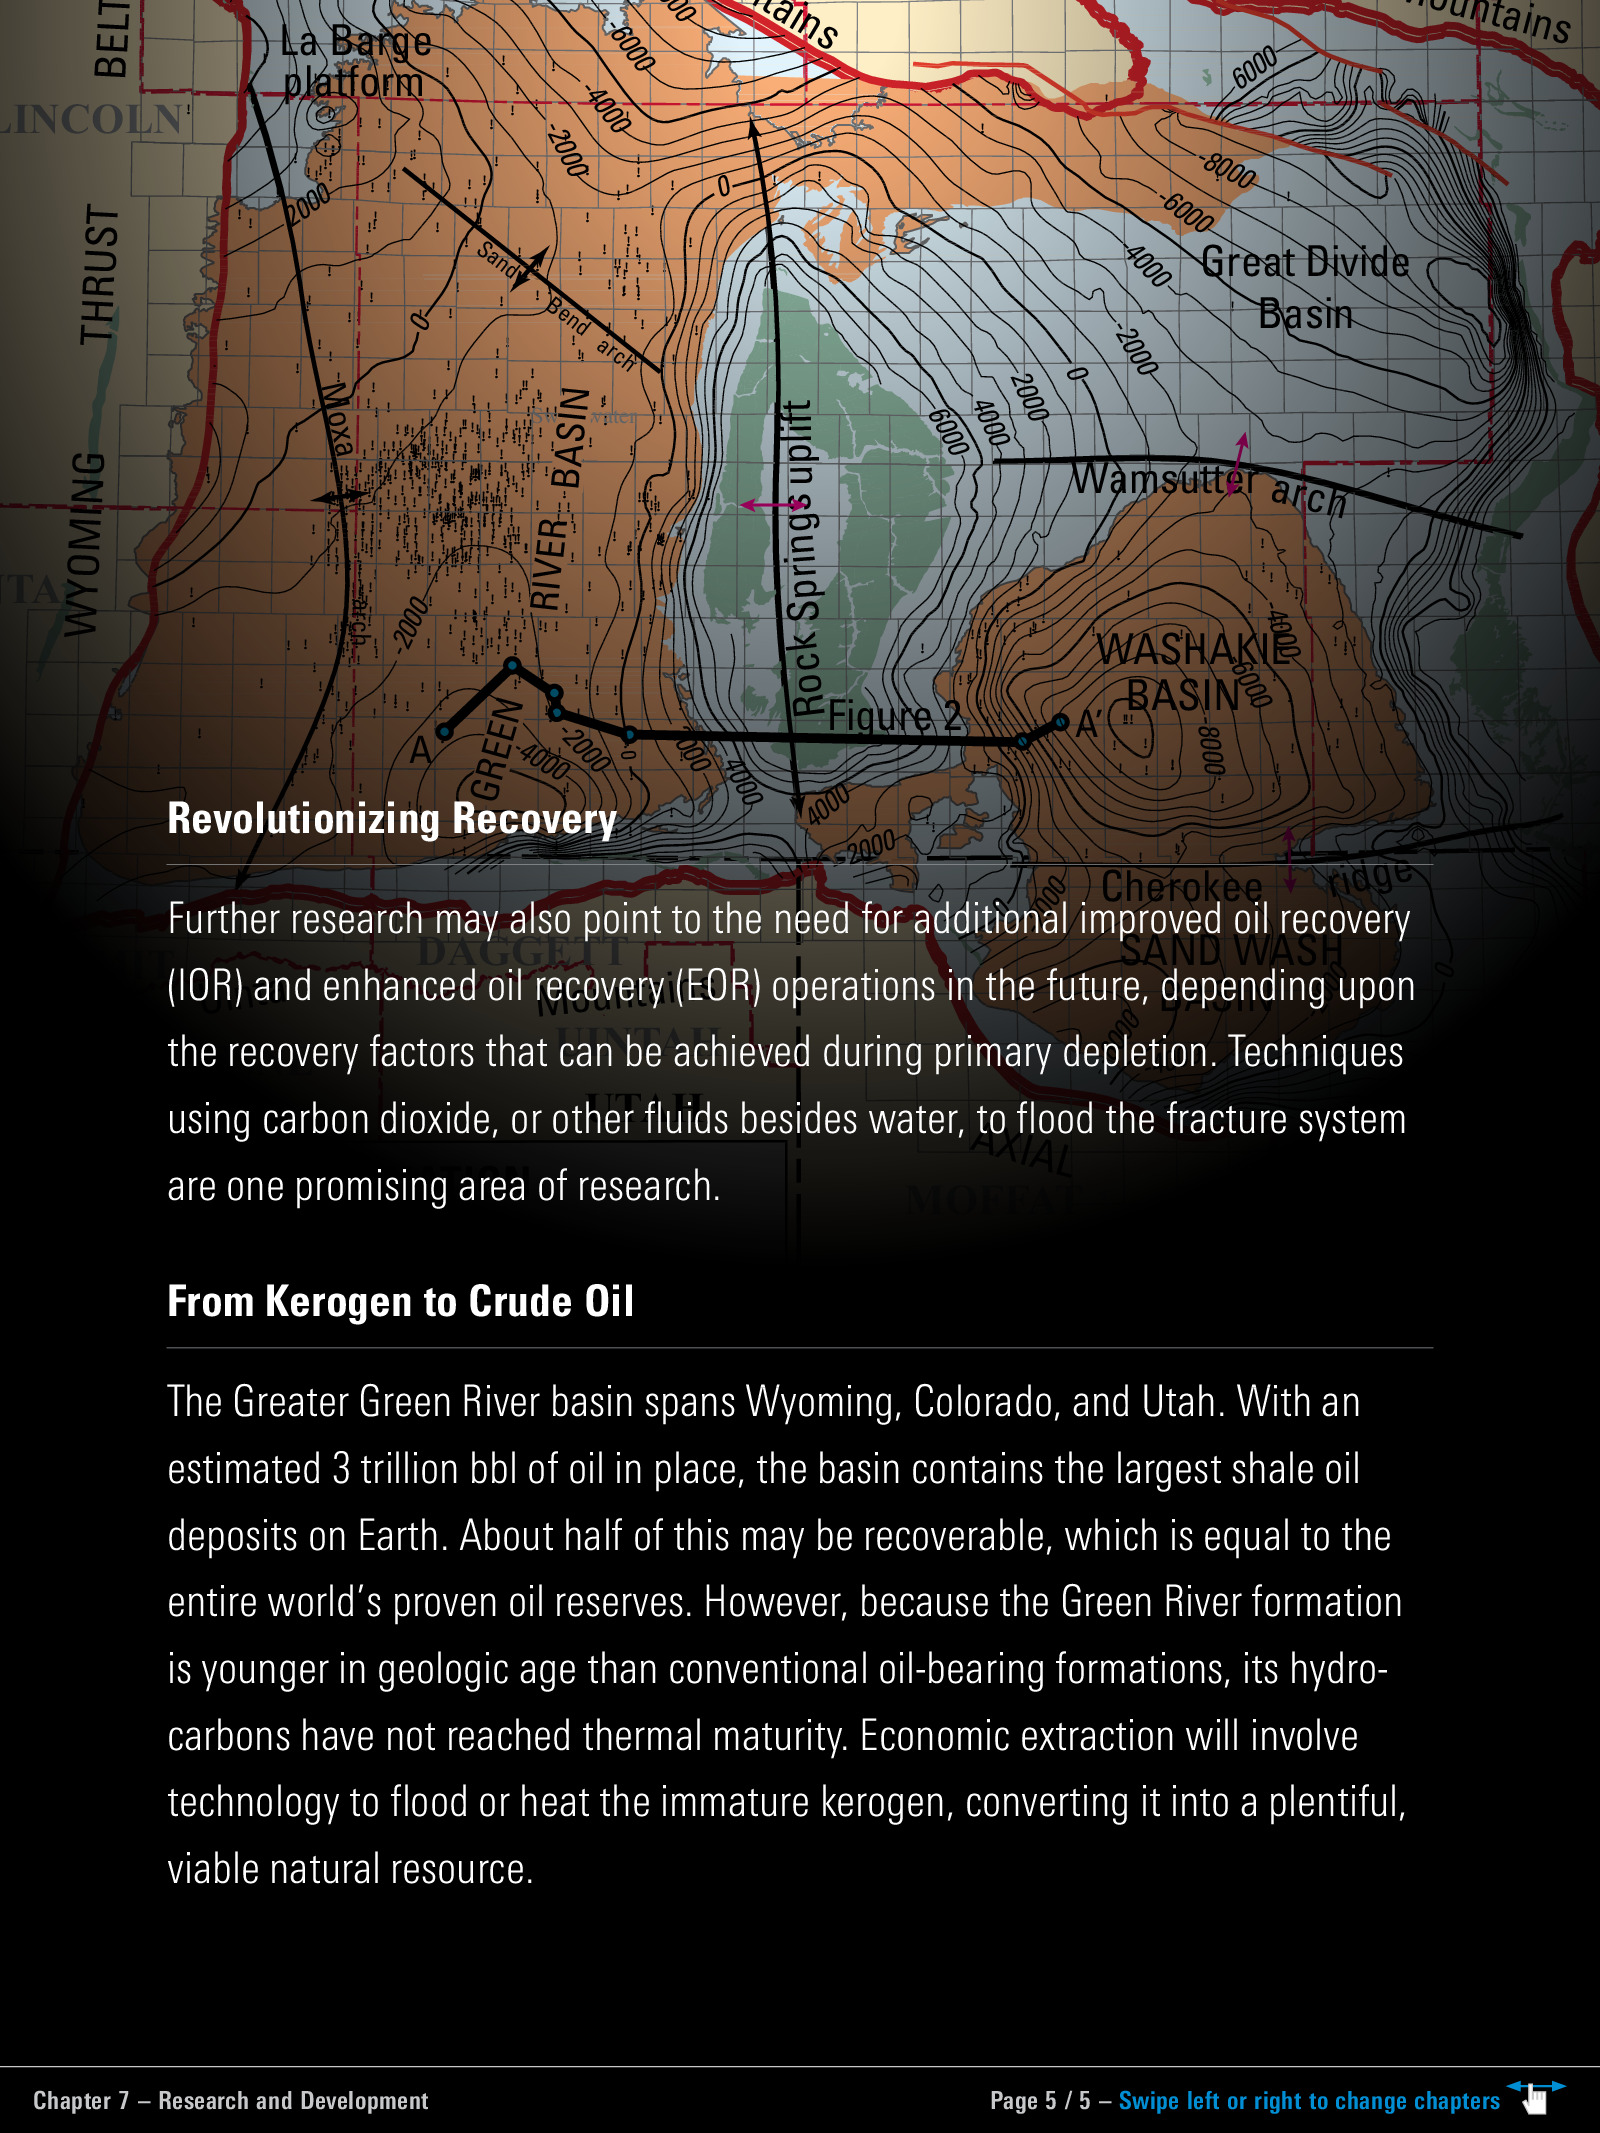 BELT
La Barge
platform
LINCOLN
THRUST
WYOMING
2000
-6000
-4000
-2000
0
0
Sand
Bend
arch
Moxa
arch
6000
-8000
-6000
-4000
-2000
0
2000
4000
6000
Mountains
Great Divide
Basin
Wamsutter arch
Rock Springs uplift
GREEN RIVER BASIN
-2000
WASHAKIE
BASIN
-4000
-6000
-8000
Figure 2
A
A′
-4000
-2000
0
4000
4000
2000
Cherokee ridge
SAND WASH
BASIN
DAGGETT
Mountains
UINTAH
UTAH
AXIAL
MOFFAT
Revolutionizing Recovery
Further research may also point to the need for additional improved oil recovery
(IOR) and enhanced oil recovery (EOR) operations in the future, depending upon
the recovery factors that can be achieved during primary depletion. Techniques
using carbon dioxide, or other fluids besides water, to flood the fracture system
are one promising area of research.
From Kerogen to Crude Oil
The Greater Green River basin spans Wyoming, Colorado, and Utah. With an
estimated 3 trillion bbl of oil in place, the basin contains the largest shale oil
deposits on Earth. About half of this may be recoverable, which is equal to the
entire world’s proven oil reserves. However, because the Green River formation
is younger in geologic age than conventional oil-bearing formations, its hydro-
carbons have not reached thermal maturity. Economic extraction will involve
technology to flood or heat the immature kerogen, converting it into a plentiful,
viable natural resource.
Chapter 7 – Research and Development
Page 5 / 5 – Swipe left or right to change chapters